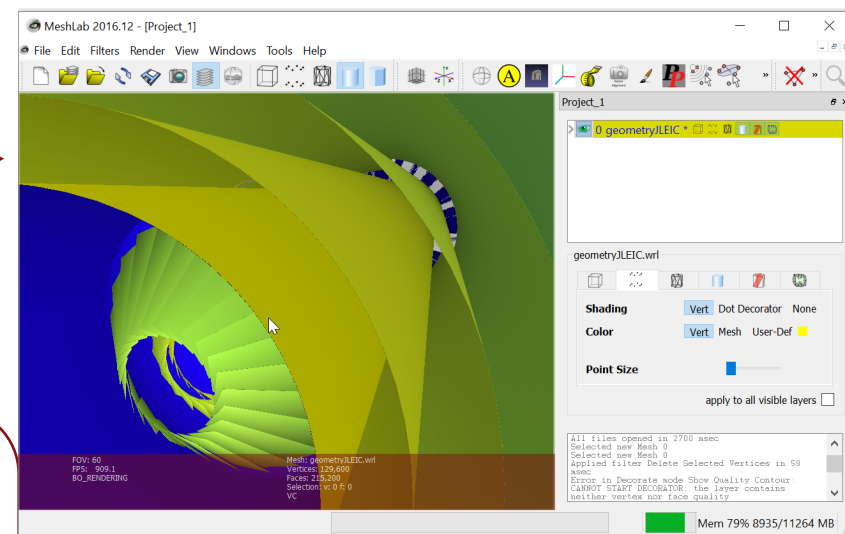 MeshLab 2016.12 - [Project_1]
File Edit Filters Render View Windows Tools Help
A
PP
»
»
Project_1
0 geometryJLEIC *
geometryJLEIC.wrl
Shading Vert Dot Decorator None
Color Vert Mesh User-Def
Point Size
apply to all visible layers
FOV: 60
FPS: 909.1
BO_RENDERING
Mesh: geometryJLEIC.wrl
Vertices: 129,600
Faces: 215,200
Selection: v: 0 f: 0
VC
All files opened in 2700 msec
Selected new Mesh 0
Selected new Mesh 0
Applied filter Delete Selected Vertices in 58
msec
Error in Decorate mode Show Quality Contour:
CANNOT START DECORATOR: the layer contains
neither vertex nor face quality
Mem 79% 8935/11264 MB